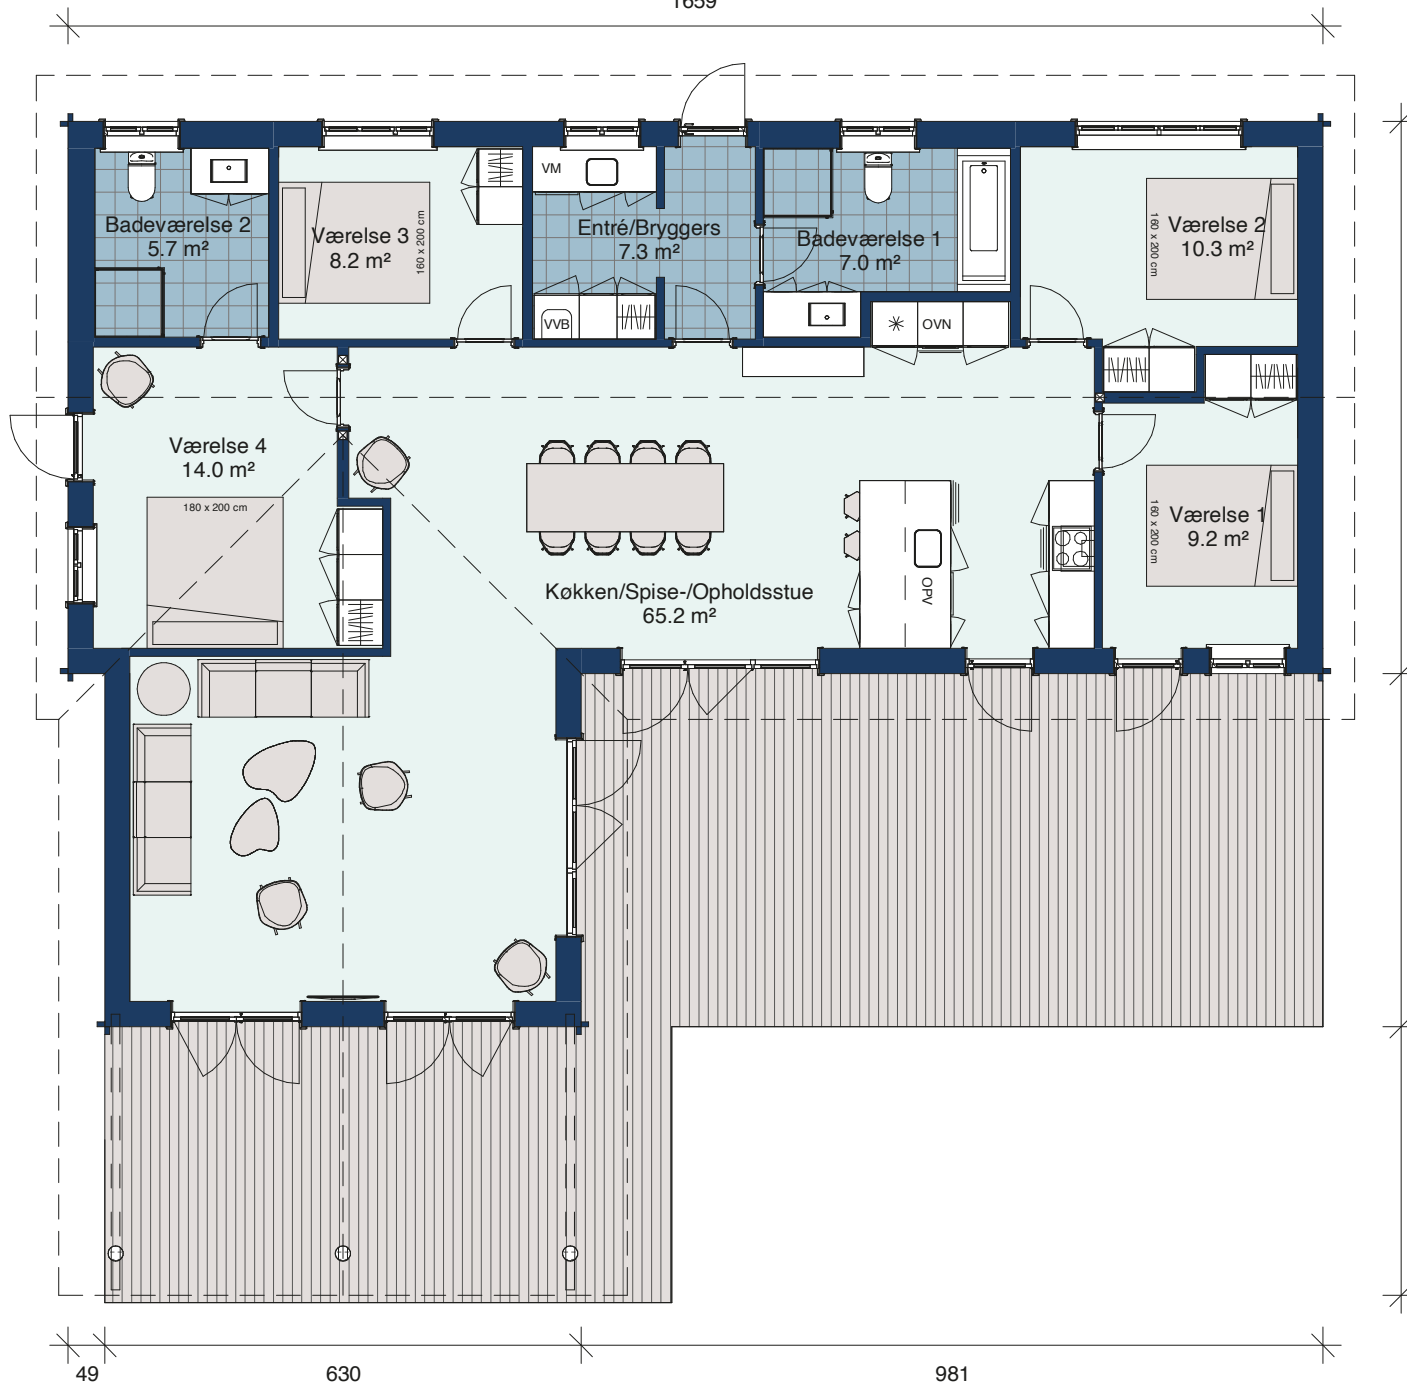 1659
Badeværelse 2
5.7 m²
Værelse 3
8.2 m²
160 x 200 cm
VM
Entré/Bryggers
7.3 m²
VVB
Badeværelse 1
7.0 m²
OVN
Værelse 2
10.3 m²
160 x 200 cm
Værelse 4
14.0 m²
180 x 200 cm
Køkken/Spise-/Opholdsstue
65.2 m²
OPV
Værelse 1
9.2 m²
160 x 200 cm
49
630
981